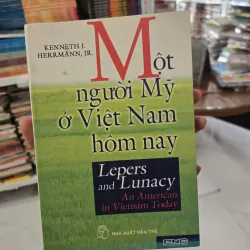 KENNETH J.
HERRMANN, JR.
Một
người Mỹ
ở Việt Nam
hôm nay
Lepers
and Lunacy
An American
in Vietnam Today
NHÀ XUẤT BẢN TRẺ
PNC